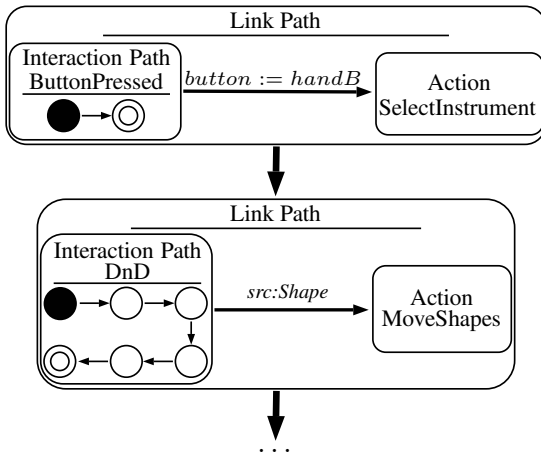 Link Path
Interaction Path
ButtonPressed
button := handB
Action
SelectInstrument
Link Path
Interaction Path
DnD
src:Shape
Action
MoveShapes
...